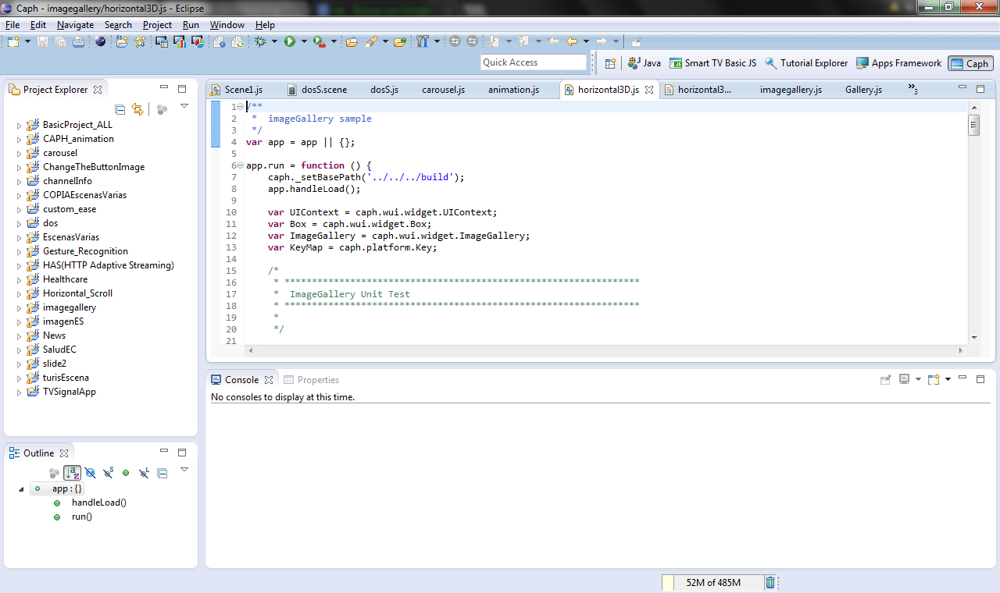 Caph - imagegallery/horizontal3D.js - Eclipse
File Edit Navigate Search Project Run Window Help
Quick Access
Java Smart TV Basic JS Tutorial Explorer Apps Framework Caph
Project Explorer
BasicProject_ALL
CAPH_animation
carousel
ChangeTheButtonImage
channelInfo
COPIAEscenasVarias
custom_ease
dos
EscenasVarias
Gesture_Recognition
HAS(HTTP Adaptive Streaming)
Healthcare
Horizontal_Scroll
imagegallery
imagenES
News
SaludEC
slide2
turisEscena
TVSignalApp
Outline
app : {}
handleLoad()
run()
Scene1.js dosS.scene dosS.js carousel.js animation.js horizontal3D.js horizontal3... imagegallery.js Gallery.js »3
1 /**
2  *  imageGallery sample
3  */
4 var app = app || {};
5
6 app.run = function () {
7     caph._setBasePath('../../../build');
8     app.handleLoad();
9
10     var UIContext = caph.wui.widget.UIContext;
11     var Box = caph.wui.widget.Box;
12     var ImageGallery = caph.wui.widget.ImageGallery;
13     var KeyMap = caph.platform.Key;
14
15     /*
16      * *****************************************************************
17      *  ImageGallery Unit Test
18      * *****************************************************************
19      *
20      */
21
Console Properties
No consoles to display at this time.
52M of 485M